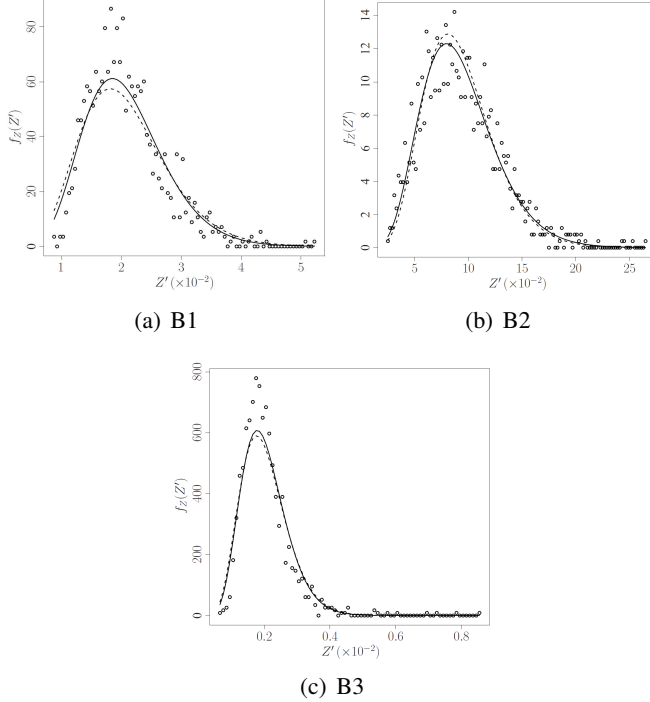 80
60
40
20
0
f_Z(Z′)
1 2 3 4 5
Z′ (×10⁻²)
(a) B1
14
12
10
8
6
4
2
0
f_Z(Z′)
5 10 15 20 25
Z′ (×10⁻²)
(b) B2
800
600
400
200
0
f_Z(Z′)
0.2 0.4 0.6 0.8
Z′ (×10⁻²)
(c) B3